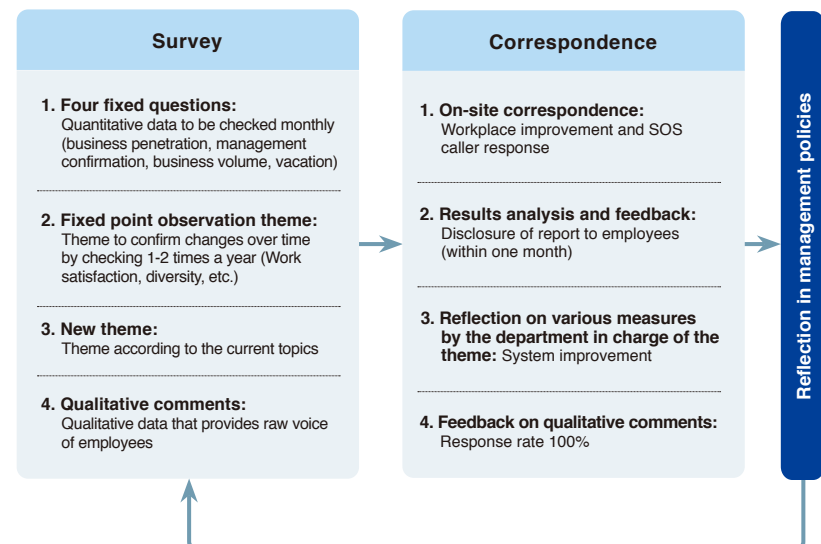 Survey
1. Four fixed questions:
Quantitative data to be checked monthly
(business penetration, management
confirmation, business volume, vacation)
2. Fixed point observation theme:
Theme to confirm changes over time
by checking 1-2 times a year (Work
satisfaction, diversity, etc.)
3. New theme:
Theme according to the current topics
4. Qualitative comments:
Qualitative data that provides raw voice
of employees
Correspondence
1. On-site correspondence:
Workplace improvement and SOS
caller response
2. Results analysis and feedback:
Disclosure of report to employees
(within one month)
3. Reflection on various measures
by the department in charge of the
theme: System improvement
4. Feedback on qualitative comments:
Response rate 100%
Reflection in management policies